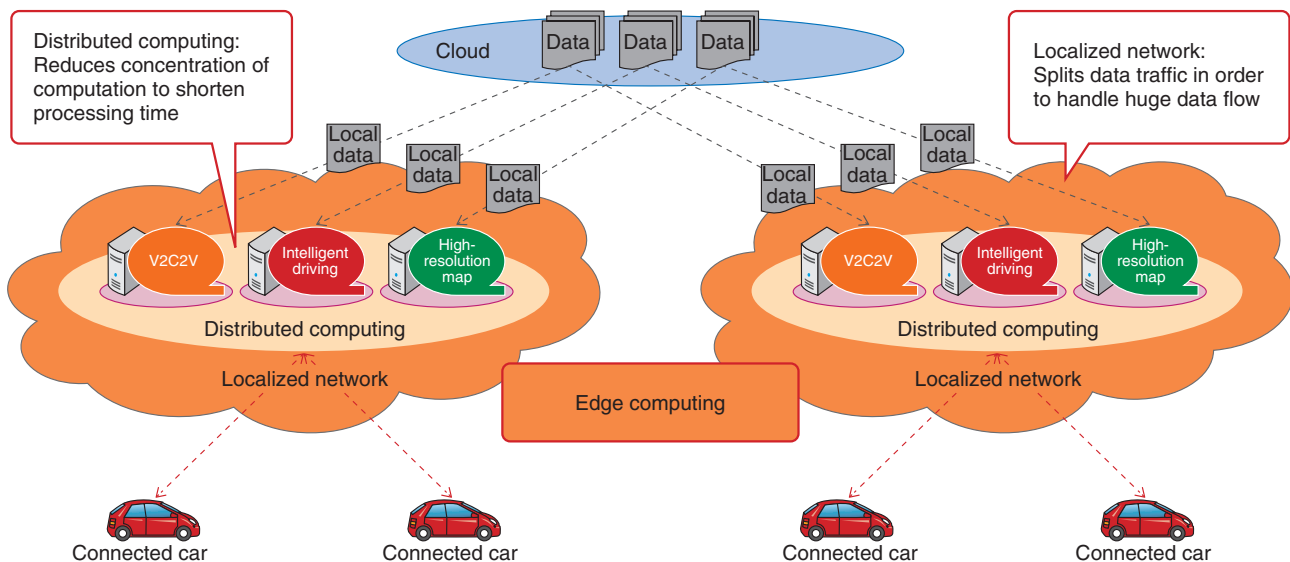 Distributed computing:
Reduces concentration of
computation to shorten
processing time
Cloud
Data
Data
Data
Localized network:
Splits data traffic in order
to handle huge data flow
Local
data
Local
data
Local
data
Local
data
Local
data
Local
data
V2C2V
Intelligent
driving
High-
resolution
map
Distributed computing
Localized network
V2C2V
Intelligent
driving
High-
resolution
map
Distributed computing
Localized network
Edge computing
Connected car
Connected car
Connected car
Connected car